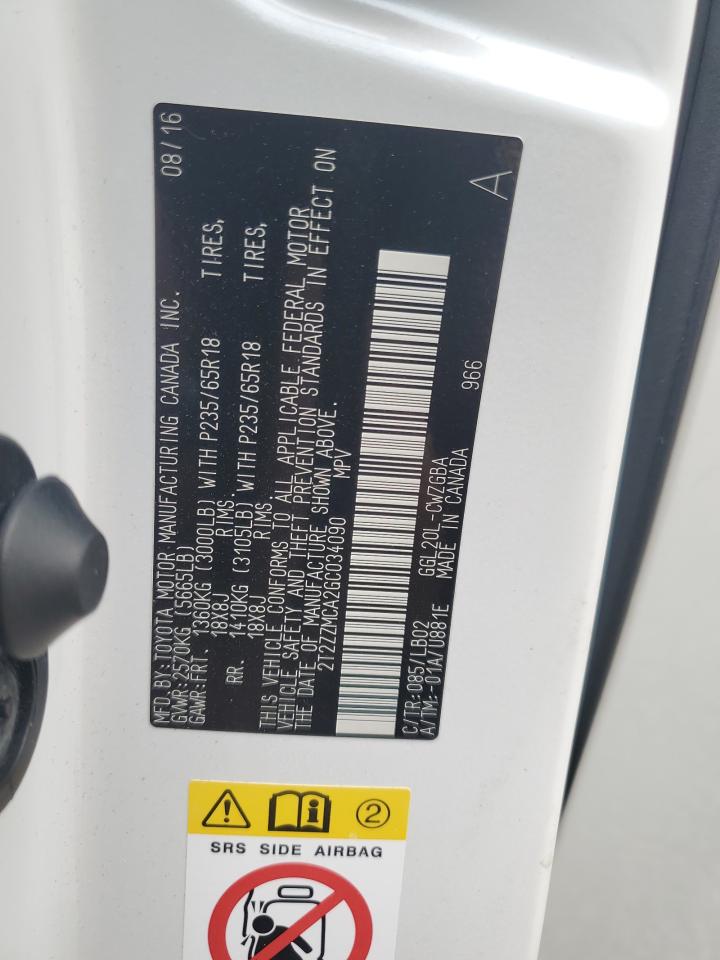 MFD.BY:TOYOTA MOTOR MANUFACTURING CANADA INC. 08/16
GVWR:2570KG (5665LB)
GAWR:FRT. 1360KG (3000LB) WITH P235/65R18 TIRES,
18X8J RIMS.
RR. 1410KG (3105LB) WITH P235/65R18 TIRES,
18X8J RIMS
THIS VEHICLE CONFORMS TO ALL APPLICABLE FEDERAL MOTOR
VEHICLE SAFETY AND THEFT PREVENTION STANDARDS IN EFFECT ON
THE DATE OF MANUFACTURE SHOWN ABOVE.
2T2ZZMCA2GC034090 MPV
A
C/TR:085/LB02 GGL20L-CWZGBA
A/TM:-01A/U881E MADE IN CANADA 966
2
SRS SIDE AIRBAG